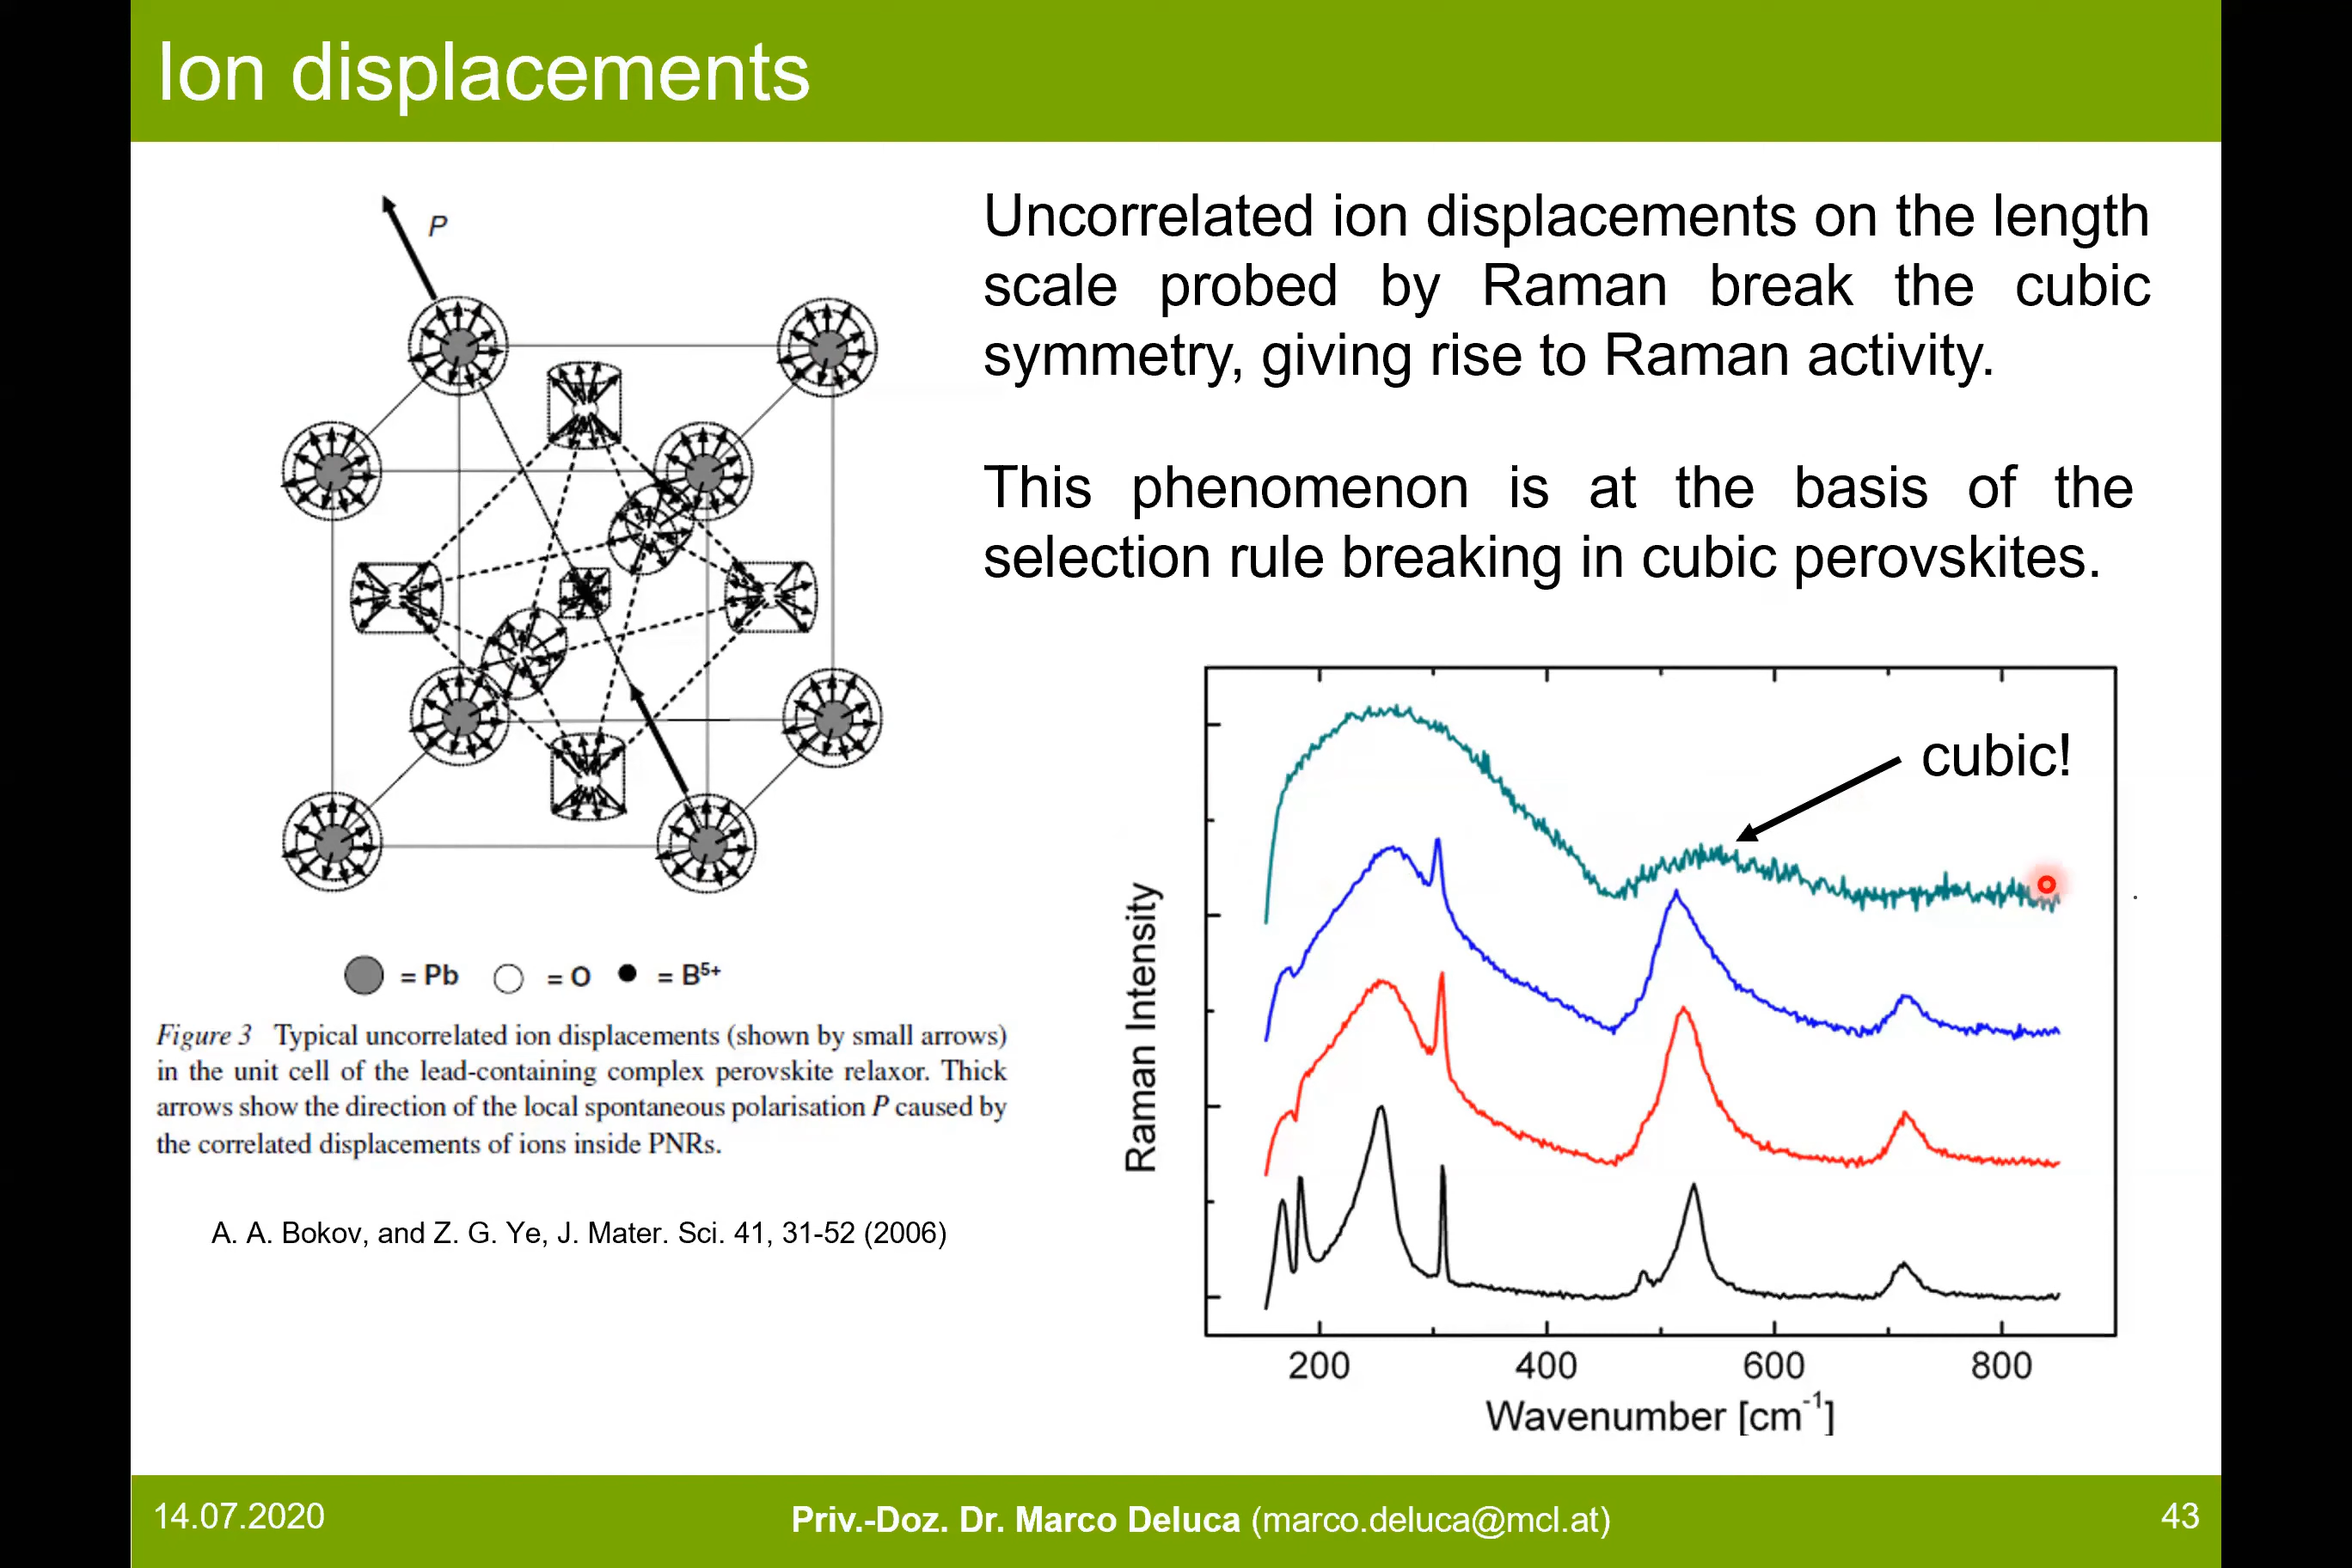 Ion displacements
P
= Pb = O = B⁵⁺
Figure 3 Typical uncorrelated ion displacements (shown by small arrows)
in the unit cell of the lead-containing complex perovskite relaxor. Thick
arrows show the direction of the local spontaneous polarisation P caused by
the correlated displacements of ions inside PNRs.
A. A. Bokov, and Z. G. Ye, J. Mater. Sci. 41, 31-52 (2006)
Uncorrelated ion displacements on the length
scale probed by Raman break the cubic
symmetry, giving rise to Raman activity.
This phenomenon is at the basis of the
selection rule breaking in cubic perovskites.
cubic!
Raman Intensity
200 400 600 800
Wavenumber [cm⁻¹]
14.07.2020
Priv.-Doz. Dr. Marco Deluca (marco.deluca@mcl.at)
43